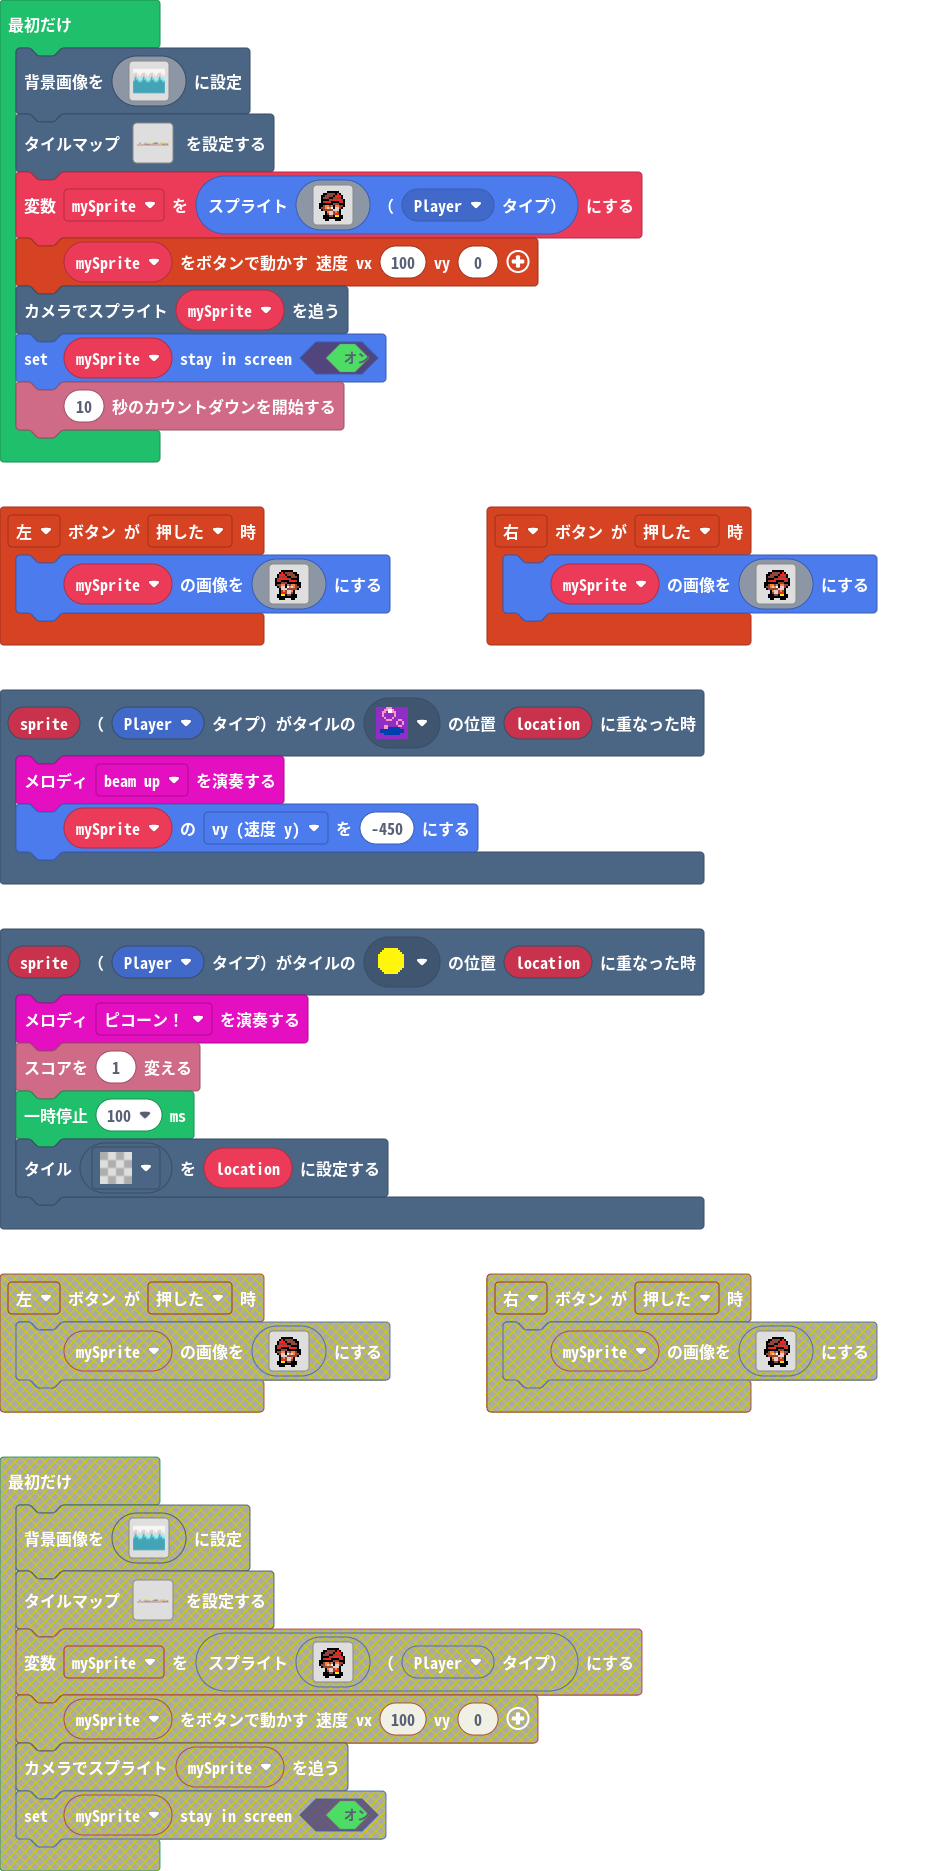 最初だけ
背景画像を に設定
タイルマップ を設定する
変数 mySprite を スプライト ( Player タイプ) にする
mySprite をボタンで動かす 速度 vx 100 vy 0
カメラでスプライト mySprite を追う
set mySprite stay in screen オン
10 秒のカウントダウンを開始する
左 ボタン が 押した 時
mySprite の画像を にする
右 ボタン が 押した 時
mySprite の画像を にする
sprite ( Player タイプ) がタイルの の位置 location に重なった時
メロディ beam up を演奏する
mySprite の vy (速度 y) を -450 にする
sprite ( Player タイプ) がタイルの の位置 location に重なった時
メロディ ピコーン! を演奏する
スコアを 1 変える
一時停止 100 ms
タイル を location に設定する
左 ボタン が 押した 時
mySprite の画像を にする
右 ボタン が 押した 時
mySprite の画像を にする
最初だけ
背景画像を に設定
タイルマップ を設定する
変数 mySprite を スプライト ( Player タイプ) にする
mySprite をボタンで動かす 速度 vx 100 vy 0
カメラでスプライト mySprite を追う
set mySprite stay in screen オン